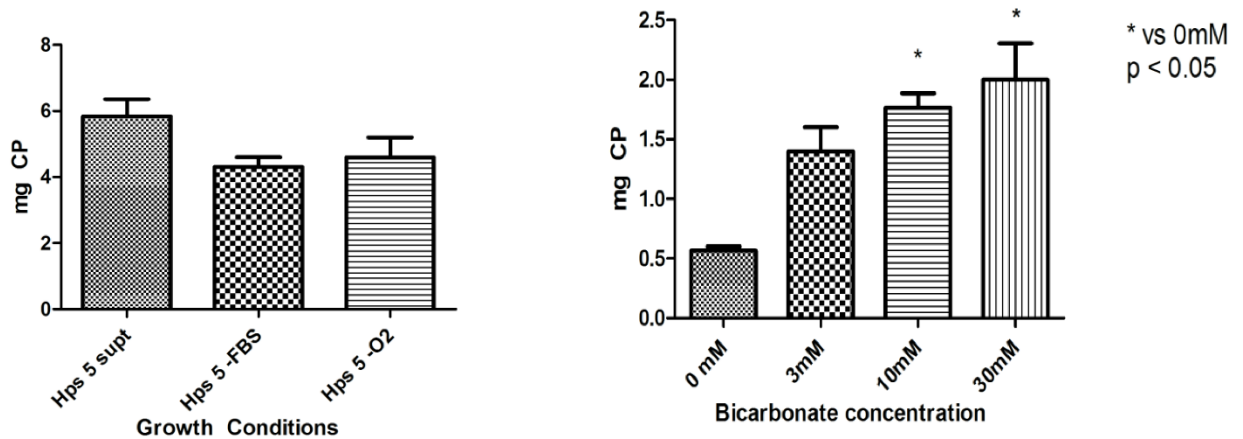 8
6
4
2
0
mg CP
Hps 5 supt
Hps 5 -FBS
Hps 5 -O2
Growth Conditions
2.5
2.0
1.5
1.0
0.5
0.0
mg CP
*
*
0 mM
3mM
10mM
30mM
Bicarbonate concentration
* vs 0mM
p < 0.05